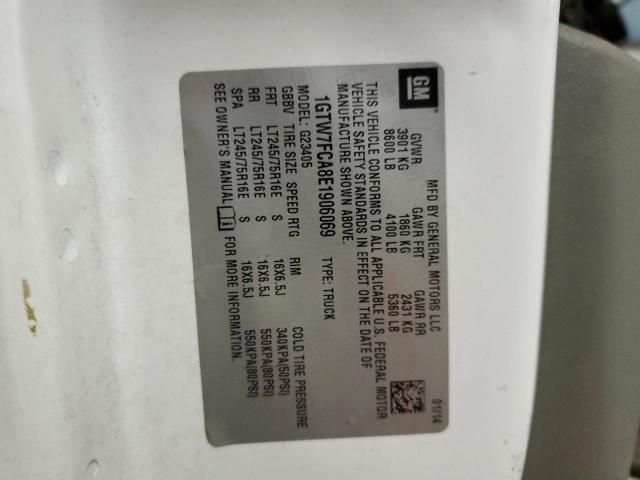 GM
MFD BY GENERAL MOTORS LLC
01/14
GVWR GAWR FRT GAWR RR
3901 KG 1860 KG 2431 KG
8600 LB 4100 LB 5360 LB
THIS VEHICLE CONFORMS TO ALL APPLICABLE U.S. FEDERAL MOTOR
VEHICLE SAFETY STANDARDS IN EFFECT ON THE DATE OF
MANUFACTURE SHOWN ABOVE.
1GTW7FCA8E1906069 TYPE: TRUCK
MODEL: G23405
GBBV TIRE SIZE SPEED RTG RIM COLD TIRE PRESSURE
FRT LT245/75R16E S 16X6.5J 340KPA(50PSI)
RR LT245/75R16E S 16X6.5J 550KPA(80PSI)
SPA LT245/75R16E S 16X6.5J 550KPA(80PSI)
SEE OWNER'S MANUAL i FOR MORE INFORMATION.